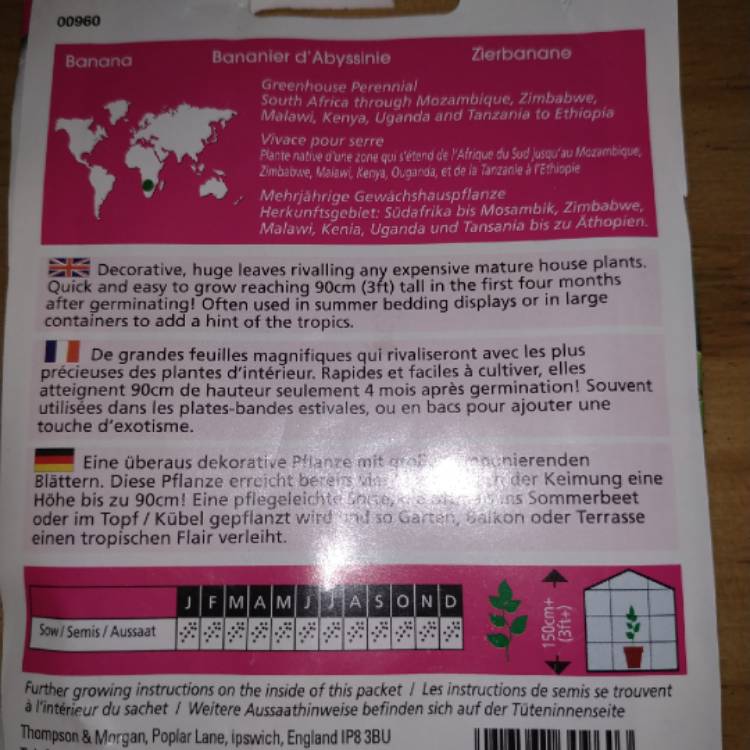 00960
Banana Bananier d'Abyssinie Zierbanane
Greenhouse Perennial
South Africa through Mozambique, Zimbabwe,
Malawi, Kenya, Uganda and Tanzania to Ethiopia
Vivace pour serre
Plante native d'une zone qui s'étend de l'Afrique du Sud jusqu'au Mozambique,
Zimbabwe, Malawi, Kenya, Ouganda, et de la Tanzanie à l'Ethiopie
Mehrjährige Gewächshauspflanze
Herkunftsgebiet: Südafrika bis Mosambik, Zimbabwe,
Malawi, Kenia, Uganda und Tansania bis zu Äthopien.
Decorative, huge leaves rivalling any expensive mature house plants.
Quick and easy to grow reaching 90cm (3ft) tall in the first four months
after germinating! Often used in summer bedding displays or in large
containers to add a hint of the tropics.
De grandes feuilles magnifiques qui rivaliseront avec les plus
précieuses des plantes d'intérieur. Rapides et faciles à cultiver, elles
atteignent 90cm de hauteur seulement 4 mois après germination! Souvent
utilisées dans les plates-bandes estivales, ou en bacs pour ajouter une
touche d'exotisme.
Eine überaus dekorative Pflanze mit
Blättern. Diese Pflanze erreicht bereits der Keimung eine
Höhe bis zu 90cm! Eine pflegeleichte Sorte, ins Sommerbeet
oder im Topf / Kübel gepflanzt wird und so Garten, Balkon oder Terrasse
einen tropischen Flair verleiht.
J F M A M J J A S O N D
Sow / Semis / Aussaat
150cm+
(3ft+)
Further growing instructions on the inside of this packet / Les instructions de semis se trouvent
à l'intérieur du sachet / Weitere Aussaathinweise befinden sich auf der Tüteninnenseite
Thompson & Morgan, Poplar Lane, Ipswich, England IP8 3BU